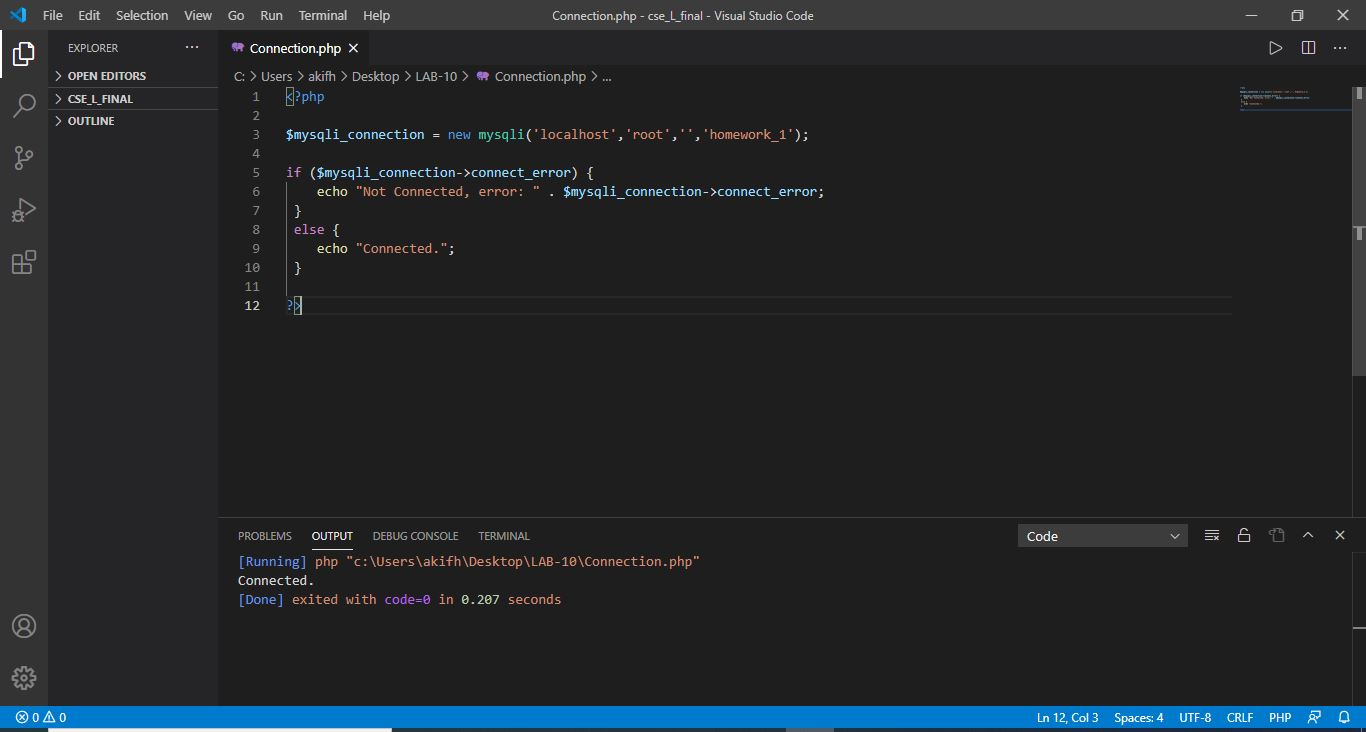 File Edit Selection View Go Run Terminal Help Connection.php - cse_L_final - Visual Studio Code
EXPLORER ···
OPEN EDITORS
CSE_L_FINAL
OUTLINE
Connection.php
C: > Users > akifh > Desktop > LAB-10 > Connection.php > ...
1 <?php
2
3 $mysqli_connection = new mysqli('localhost','root','','homework_1');
4
5 if ($mysqli_connection->connect_error) {
6 echo "Not Connected, error: " . $mysqli_connection->connect_error;
7 }
8 else {
9 echo "Connected.";
10 }
11
12 ?>
PROBLEMS OUTPUT DEBUG CONSOLE TERMINAL Code
[Running] php "c:\Users\akifh\Desktop\LAB-10\Connection.php"
Connected.
[Done] exited with code=0 in 0.207 seconds
0 0 Ln 12, Col 3 Spaces: 4 UTF-8 CRLF PHP